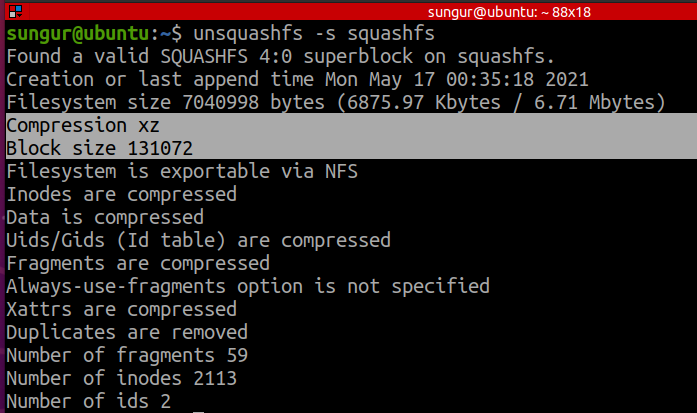 sungur@ubuntu: ~ 88x18
sungur@ubuntu:~$ unsquashfs -s squashfs
Found a valid SQUASHFS 4:0 superblock on squashfs.
Creation or last append time Mon May 17 00:35:18 2021
Filesystem size 7040998 bytes (6875.97 Kbytes / 6.71 Mbytes)
Compression xz
Block size 131072
Filesystem is exportable via NFS
Inodes are compressed
Data is compressed
Uids/Gids (Id table) are compressed
Fragments are compressed
Always-use-fragments option is not specified
Xattrs are compressed
Duplicates are removed
Number of fragments 59
Number of inodes 2113
Number of ids 2